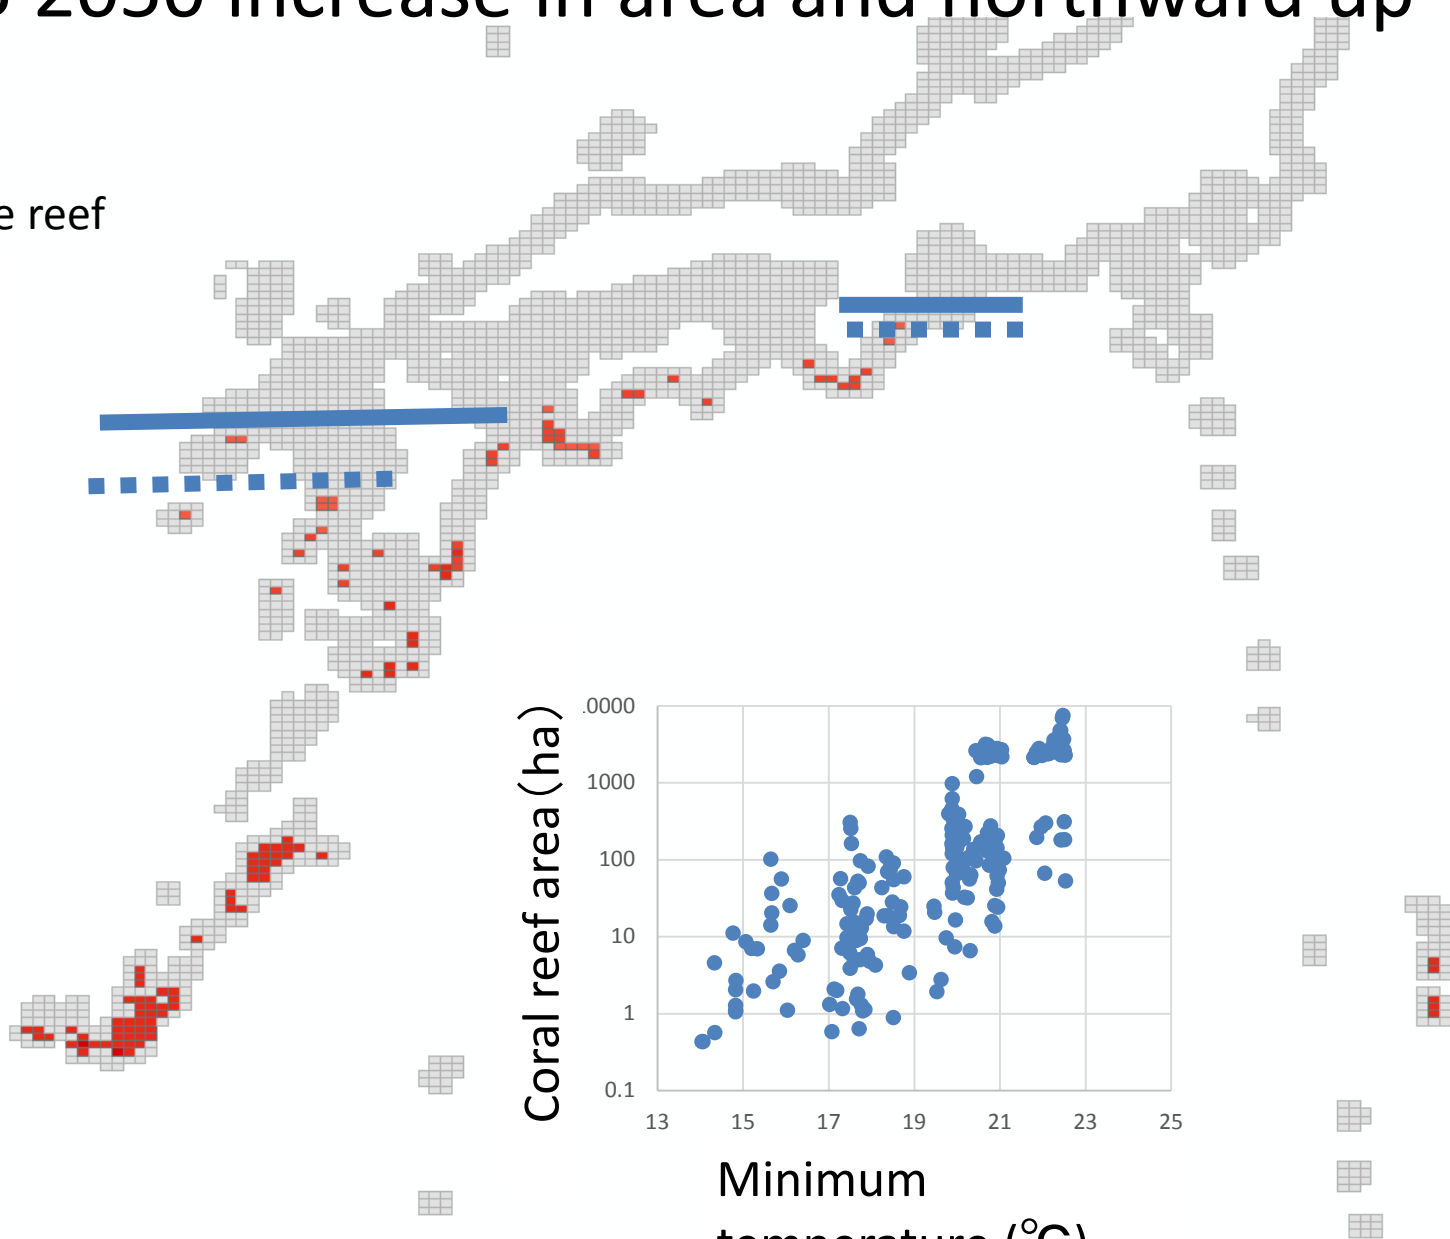 2050 increase in area and northward up
e reef
Coral reef area(ha)
.0000
1000
100
10
1
0.1
13 15 17 19 21 23 25
Minimum
temperature (℃)